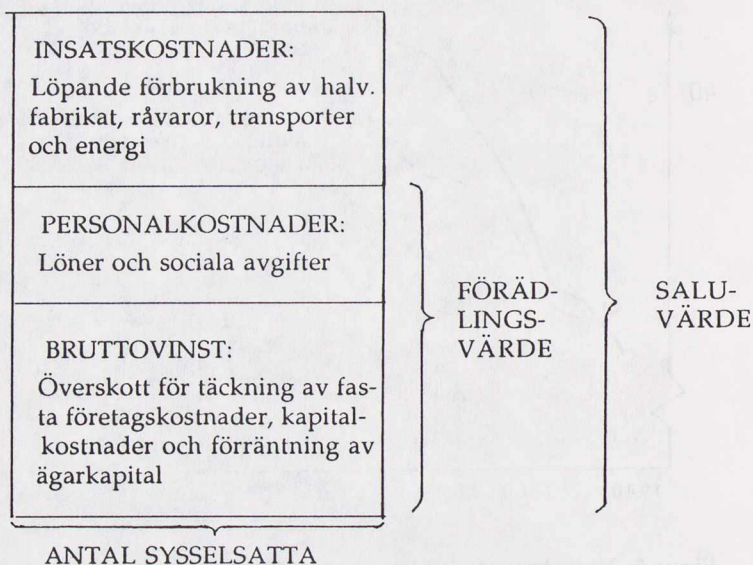 INSATSKOSTNADER:
Löpande förbrukning av halv.
fabrikat, råvaror, transporter
och energi
PERSONALKOSTNADER:
Löner och sociala avgifter
BRUTTOVINST:
Överskott för täckning av fas-
ta företagskostnader, kapital-
kostnader och förräntning av
ägarkapital
ANTAL SYSSELSATTA
FÖRÄD-
LINGS-
VÄRDE
SALU-
VÄRDE